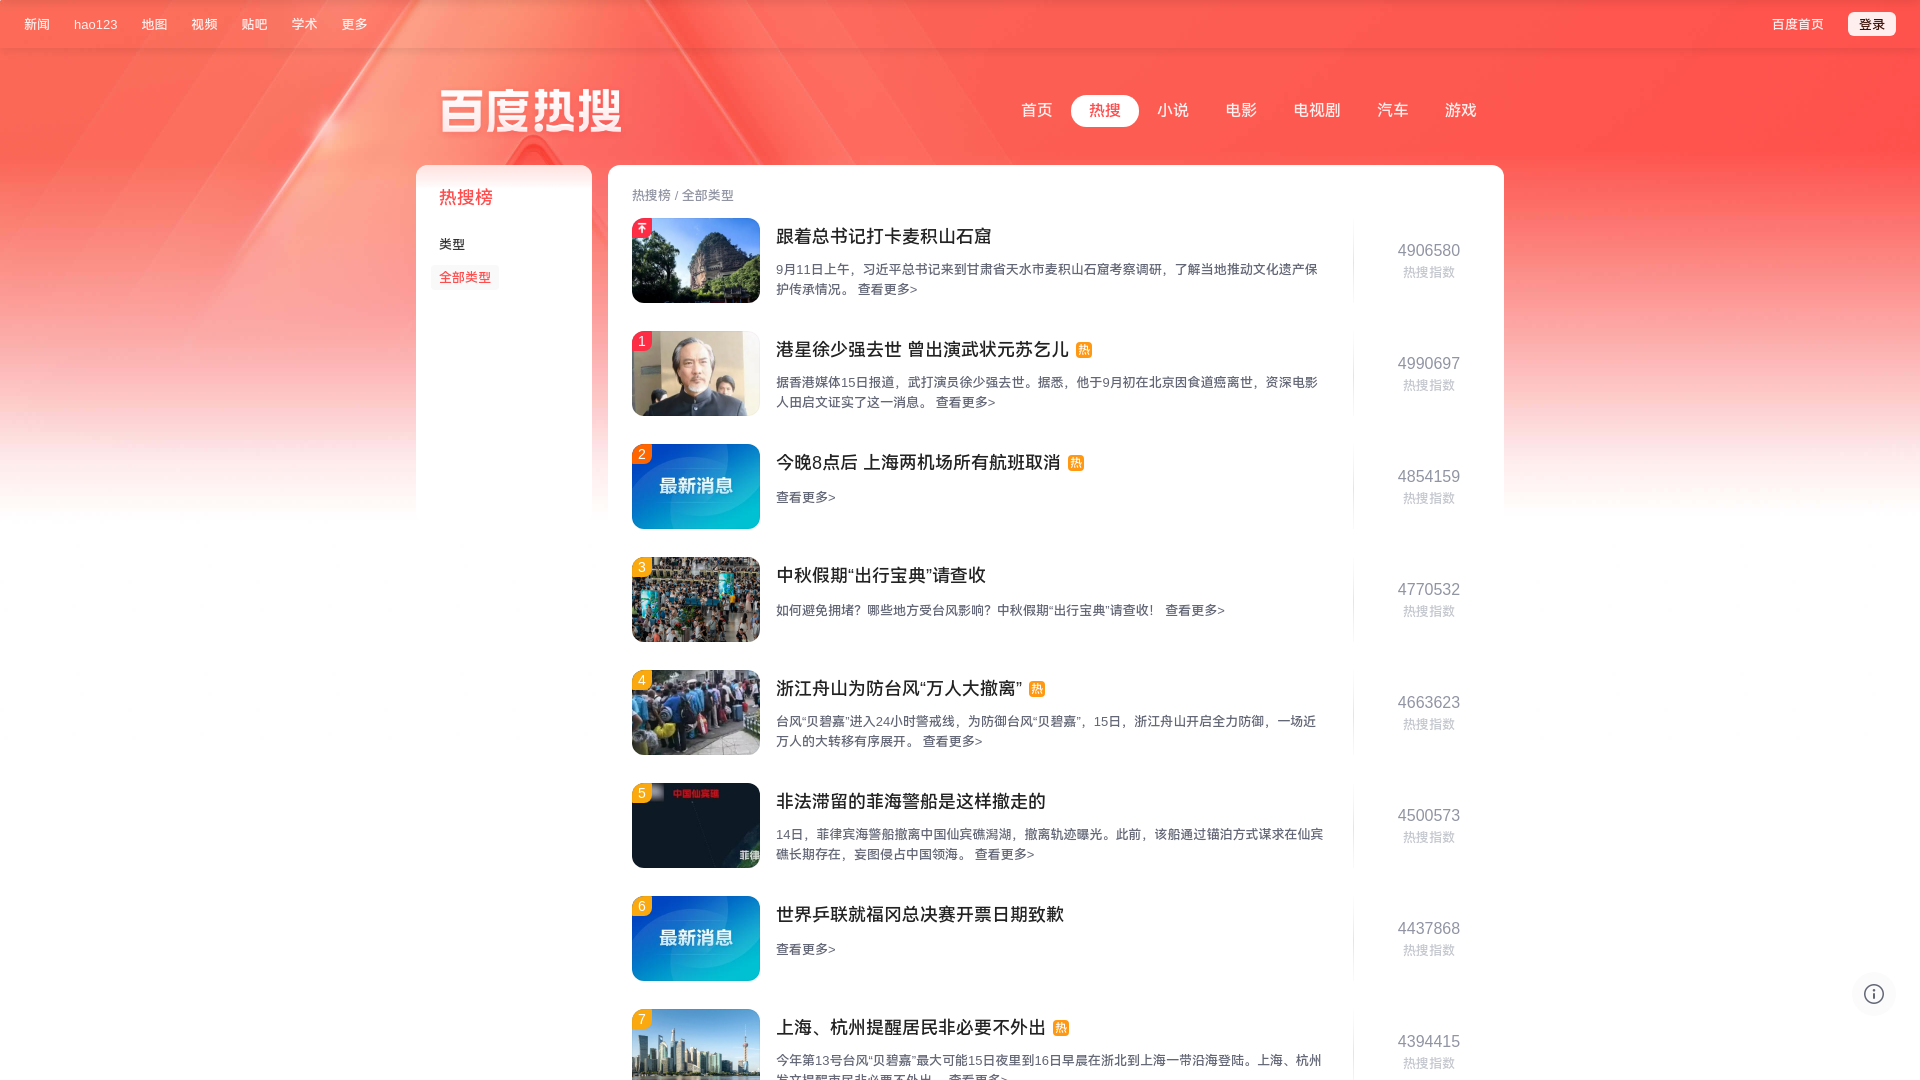 新闻 hao123 地图 视频 贴吧 学术 更多 百度首页 登录
百度热搜
首页 热搜 小说 电影 电视剧 汽车 游戏
热搜榜
类型
全部类型
热搜榜 / 全部类型
跟着总书记打卡麦积山石窟
9月11日上午，习近平总书记来到甘肃省天水市麦积山石窟考察调研，了解当地推动文化遗产保
护传承情况。 查看更多>
4906580
热搜指数
1
港星徐少强去世 曾出演武状元苏乞儿 热
据香港媒体15日报道，武打演员徐少强去世。据悉，他于9月初在北京因食道癌离世，资深电影
人田启文证实了这一消息。 查看更多>
4990697
热搜指数
2
最新消息
今晚8点后 上海两机场所有航班取消 热
查看更多>
4854159
热搜指数
3
中秋假期“出行宝典”请查收
如何避免拥堵？哪些地方受台风影响？中秋假期“出行宝典”请查收！ 查看更多>
4770532
热搜指数
4
浙江舟山为防台风“万人大撤离” 热
台风“贝碧嘉”进入24小时警戒线，为防御台风“贝碧嘉”，15日，浙江舟山开启全力防御，一场近
万人的大转移有序展开。 查看更多>
4663623
热搜指数
5
中国仙宾礁
菲律
非法滞留的菲海警船是这样撤走的
14日，菲律宾海警船撤离中国仙宾礁潟湖，撤离轨迹曝光。此前，该船通过锚泊方式谋求在仙宾
礁长期存在，妄图侵占中国领海。 查看更多>
4500573
热搜指数
6
最新消息
世界乒联就福冈总决赛开票日期致歉
查看更多>
4437868
热搜指数
7
上海、杭州提醒居民非必要不外出 热
今年第13号台风“贝碧嘉”最大可能15日夜里到16日早晨在浙北到上海一带沿海登陆。上海、杭州
发文提醒市民非必要不外出。 查看更多>
4394415
热搜指数